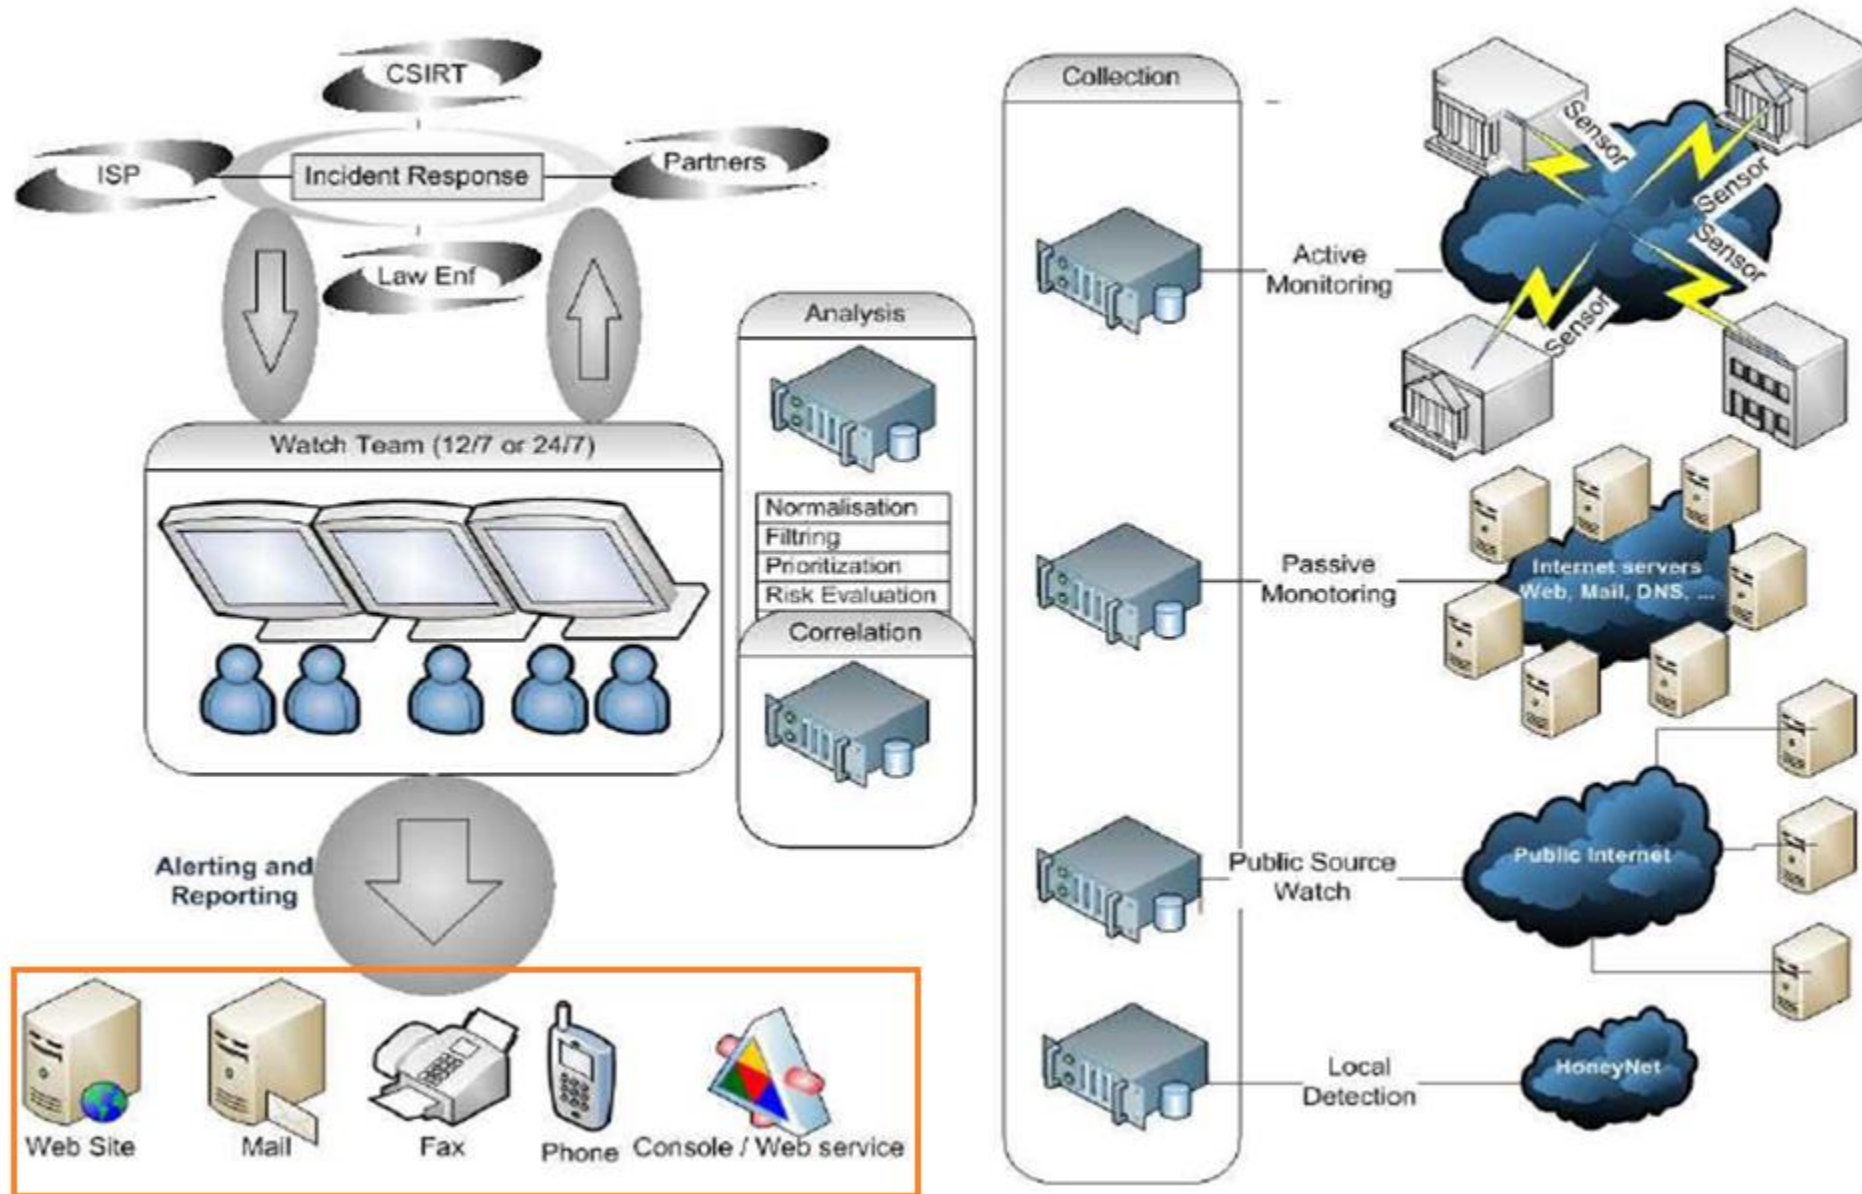 CSIRT
ISP
Incident Response
Partners
Law Enf
Watch Team (12/7 or 24/7)
Alerting and
Reporting
Web Site
Mail
Fax
Phone
Console / Web service
Analysis
Normalisation
Filtring
Prioritization
Risk Evaluation
Correlation
Collection
Active
Monitoring
Sensor
Sensor
Sensor
Sensor
Passive
Monotoring
Internet servers
Web, Mail, DNS, ...
Public Source
Watch
Public Internet
Local
Detection
HoneyNet